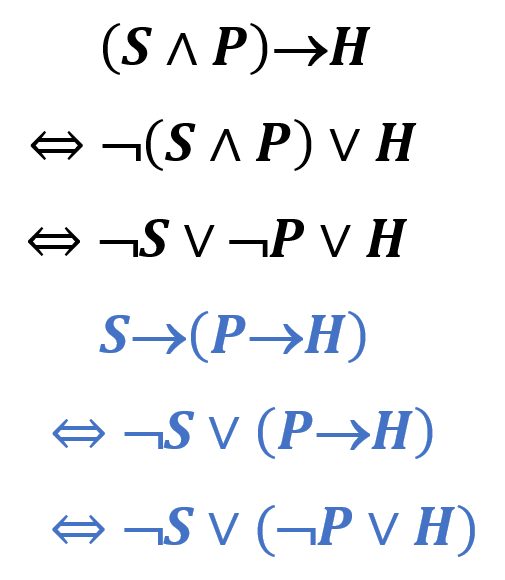 (S ∧ P)→H
⇔ ¬(S ∧ P) ∨ H
⇔ ¬S ∨ ¬P ∨ H
S→(P→H)
⇔ ¬S ∨ (P→H)
⇔ ¬S ∨ (¬P ∨ H)